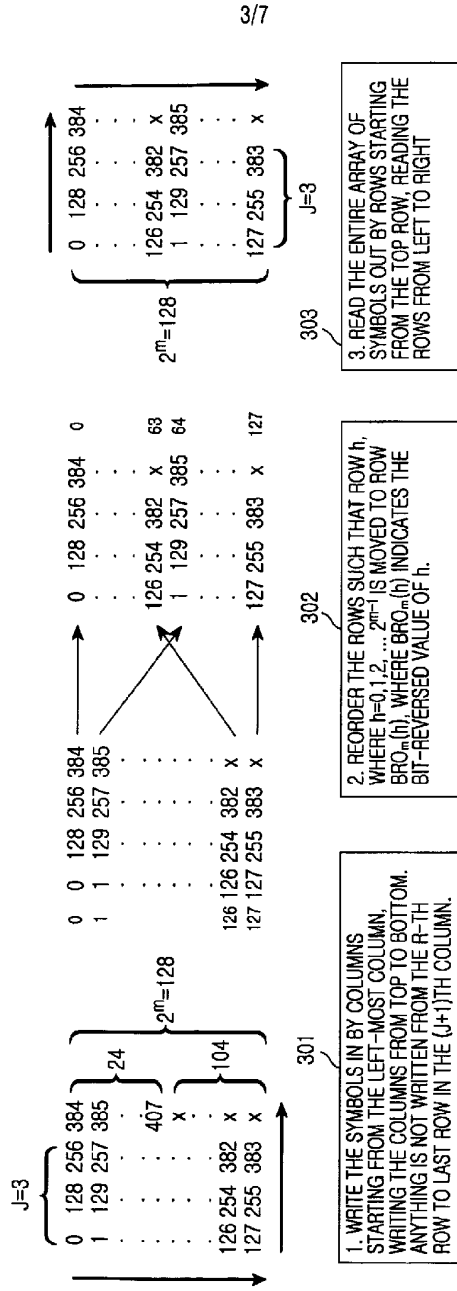 3/7
J=3
0 128 256 384
1 129 257 385
. . . .
. . . .
. . . 407
. . . X
. . . .
126 254 382 X
127 255 383 X
24
104
2^m=128
301
1. WRITE THE SYMBOLS IN BY COLUMNS
STARTING FROM THE LEFT-MOST COLUMN,
WRITING THE COLUMNS FROM TOP TO BOTTOM.
ANYTHING IS NOT WRITTEN FROM THE R-TH
ROW TO LAST ROW IN THE (J+1)TH COLUMN.
0 0 128 256 384
1 1 129 257 385
. . . .
. . . .
. . . .
126 126 254 382 X
127 127 255 383 X
0 128 256 384 0
. . . .
. . . .
126 254 382 X 63
1 129 257 385 64
. . . .
. . . .
127 255 383 X 127
302
2. REORDER THE ROWS SUCH THAT ROW h,
WHERE h=0,1,2, ... 2^m-1 IS MOVED TO ROW
BRO_m(h), WHERE BRO_m(h) INDICATES THE
BIT-REVERSED VALUE OF h.
2^m=128
0 128 256 384
. . . .
. . . .
126 254 382 X
1 129 257 385
. . . .
. . . .
127 255 383 X
J=3
303
3. READ THE ENTIRE ARRAY OF
SYMBOLS OUT BY ROWS STARTING
FROM THE TOP ROW, READING THE
ROWS FROM LEFT TO RIGHT